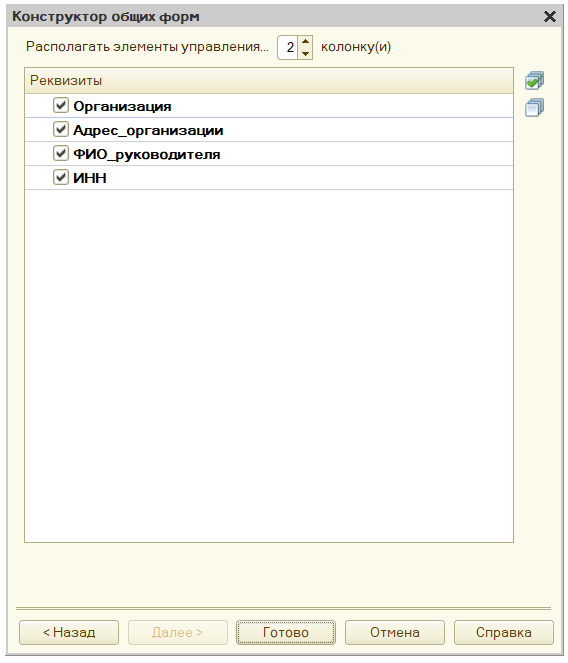 Конструктор общих форм
Располагать элементы управления... 2 колонку(и)
Реквизиты
Организация
Адрес_организации
ФИО_руководителя
ИНН
< Назад Далее > Готово Отмена Справка